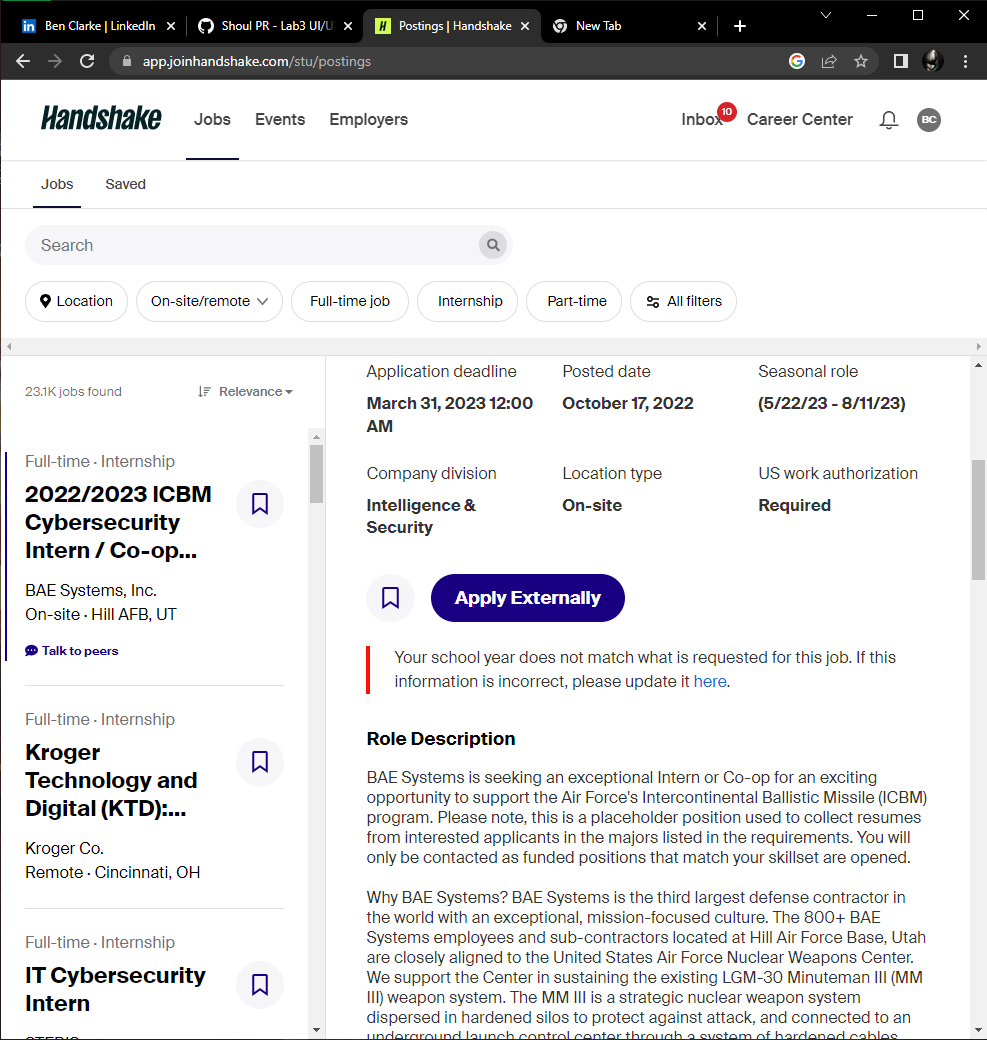 Ben Clarke | LinkedIn
Shoul PR - Lab3 UI/U
Postings | Handshake
New Tab
app.joinhandshake.com/stu/postings
Handshake
Jobs
Events
Employers
Inbox
10
Career Center
BC
Jobs
Saved
Search
Location
On-site/remote
Full-time job
Internship
Part-time
All filters
23.1K jobs found
Relevance
Full-time · Internship
2022/2023 ICBM
Cybersecurity
Intern / Co-op...
BAE Systems, Inc.
On-site · Hill AFB, UT
Talk to peers
Full-time · Internship
Kroger
Technology and
Digital (KTD):...
Kroger Co.
Remote · Cincinnati, OH
Full-time · Internship
IT Cybersecurity
Intern
STERIS
Application deadline
March 31, 2023 12:00
AM
Posted date
October 17, 2022
Seasonal role
(5/22/23 - 8/11/23)
Company division
Intelligence &
Security
Location type
On-site
US work authorization
Required
Apply Externally
Your school year does not match what is requested for this job. If this
information is incorrect, please update it here.
Role Description
BAE Systems is seeking an exceptional Intern or Co-op for an exciting
opportunity to support the Air Force's Intercontinental Ballistic Missile (ICBM)
program. Please note, this is a placeholder position used to collect resumes
from interested applicants in the majors listed in the requirements. You will
only be contacted as funded positions that match your skillset are opened.
Why BAE Systems? BAE Systems is the third largest defense contractor in
the world with an exceptional, mission-focused culture. The 800+ BAE
Systems employees and sub-contractors located at Hill Air Force Base, Utah
are closely aligned to the United States Air Force Nuclear Weapons Center.
We support the Center in sustaining the existing LGM-30 Minuteman III (MM
III) weapon system. The MM III is a strategic nuclear weapon system
dispersed in hardened silos to protect against attack, and connected to an
underground launch control center through a system of hardened cables.